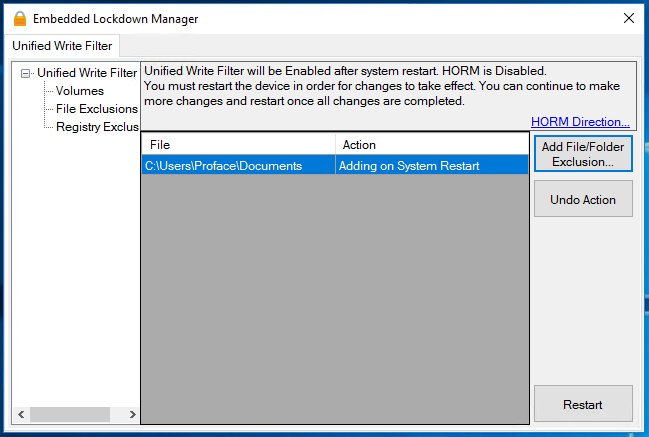 Embedded Lockdown Manager
Unified Write Filter
Unified Write Filter
Volumes
File Exclusions
Registry Exclus
Unified Write Filter will be Enabled after system restart. HORM is Disabled.
You must restart the device in order for changes to take effect. You can continue to make
more changes and restart once all changes are completed.
HORM Direction...
File Action
C:\Users\Proface\Documents Adding on System Restart
Add File/Folder
Exclusion...
Undo Action
Restart